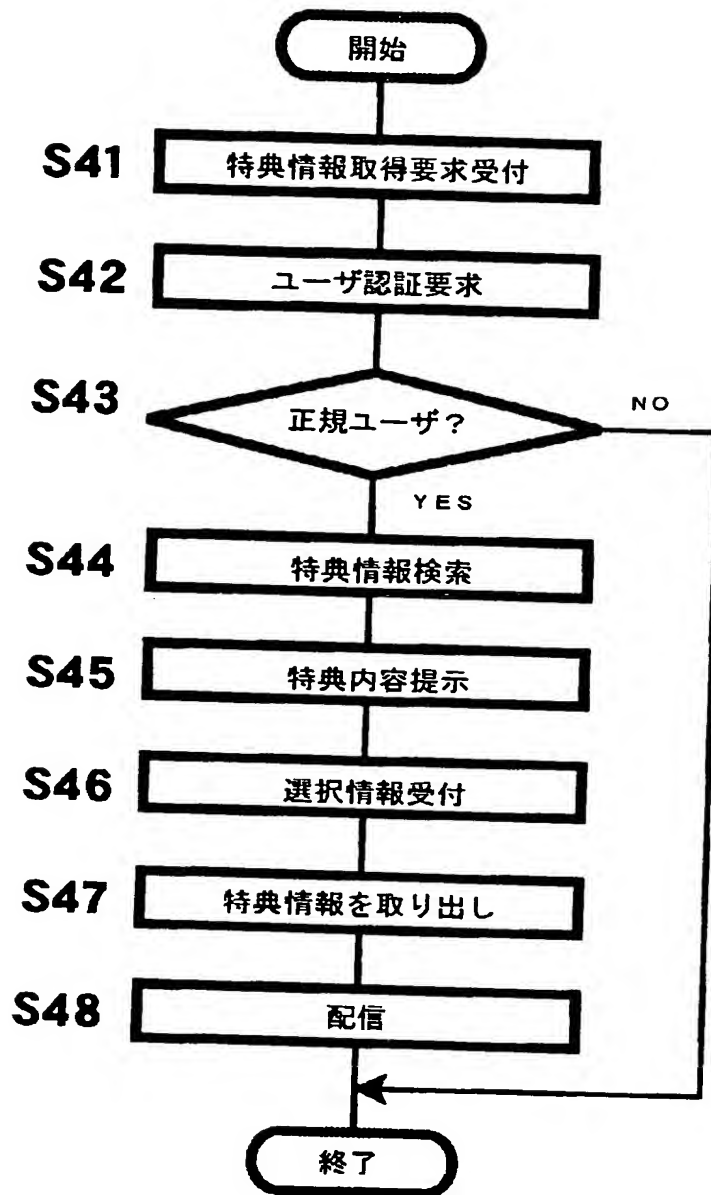 開始
S41
特典情報取得要求受付
S42
ユーザ認証要求
S43
正規ユーザ?
NO
YES
S44
特典情報検索
S45
特典内容提示
S46
選択情報受付
S47
特典情報を取り出し
S48
配信
終了